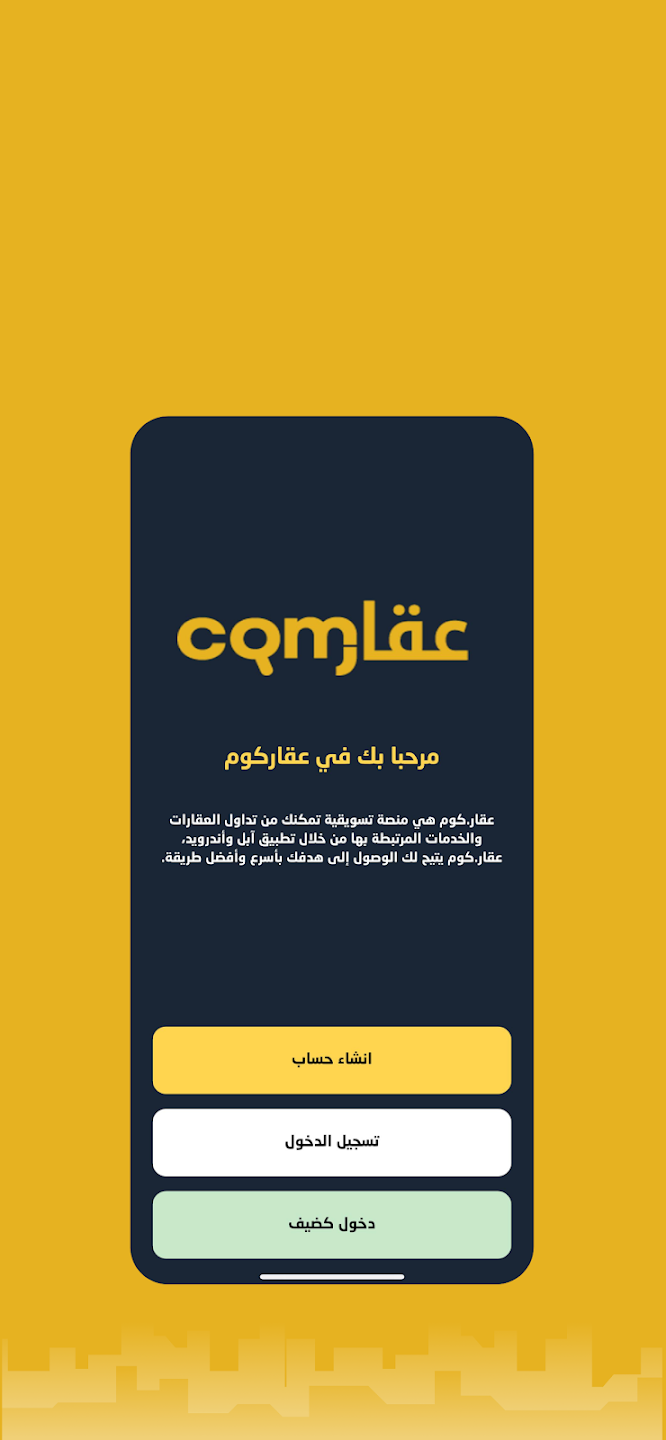 عقارcom
مرحبا بك في عقاركوم
عقار.كوم هي منصة تسويقية تمكنك من تداول العقارات
والخدمات المرتبطة بها من خلال تطبيق آبل وأندرويد،
عقار.كوم يتيح لك الوصول إلى هدفك بأسرع وأفضل طريقة.
انشاء حساب
تسجيل الدخول
دخول كضيف